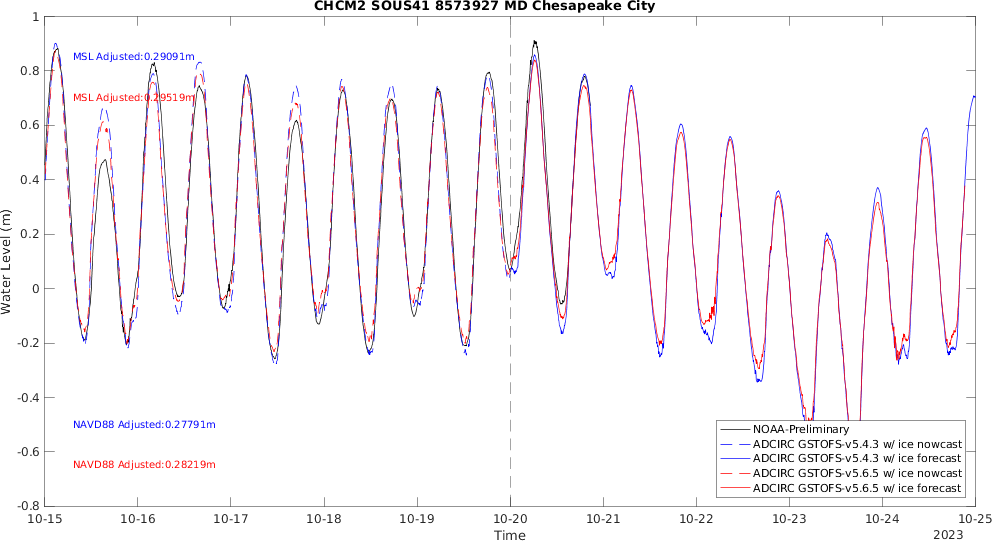 CHCM2 SOUS41 8573927 MD Chesapeake City
1
0.8
0.6
0.4
0.2
0
-0.2
-0.4
-0.6
-0.8
Water Level (m)
MSL Adjusted:0.29091m
MSL Adjusted:0.29519m
NAVD88 Adjusted:0.27791m
NAVD88 Adjusted:0.28219m
NOAA-Preliminary
ADCIRC GSTOFS-v5.4.3 w/ ice nowcast
ADCIRC GSTOFS-v5.4.3 w/ ice forecast
ADCIRC GSTOFS-v5.6.5 w/ ice nowcast
ADCIRC GSTOFS-v5.6.5 w/ ice forecast
10-15 10-16 10-17 10-18 10-19 10-20 10-21 10-22 10-23 10-24 10-25
Time
2023